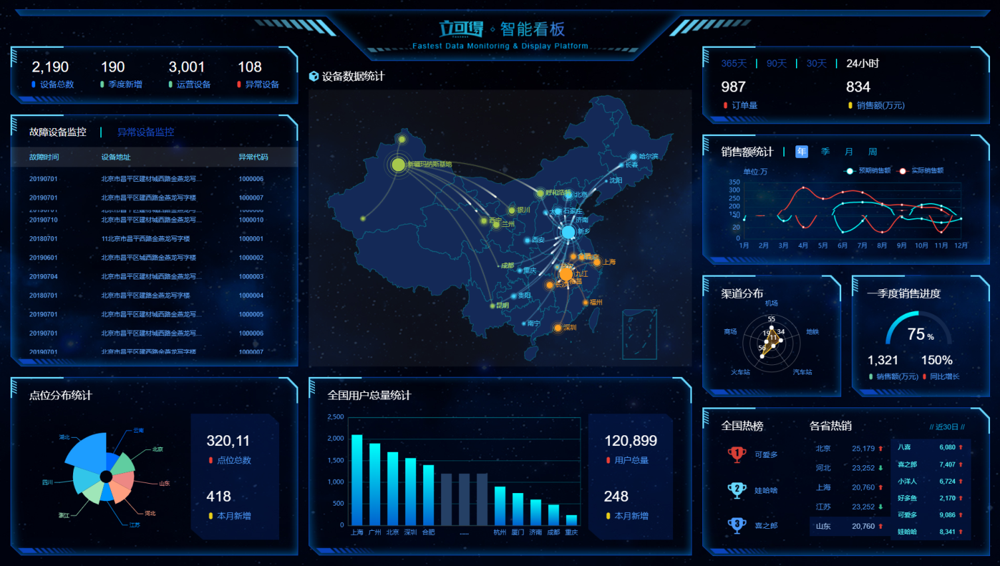 立可得 智能看板
Fastest Data Monitoring & Display Platform
2,190 190 3,001 108
设备总数 季度新增 运营设备 异常设备
故障设备监控 异常设备监控
故障时间 设备地址 异常代码
20190701 北京市昌平区建材城西路金燕龙写... 1000006
20190701 北京市昌平区建西路金燕龙写字楼 1000007
20190710 北京市昌平区建材城西路金燕龙写... 1000010
20180701 11北京市昌平西路金燕龙写字楼 1000001
20190601 北京市昌平区城西路金燕龙写字楼 1000002
20190704 北京市昌平区建材城西路金燕龙写... 1000003
20180701 北京市昌平区建路金燕龙写字楼 1000004
20190701 北京市昌平区建材城西路金燕龙写... 1000005
20190701 北京市昌平区建材城西路金燕龙写... 1000006
20190701 北京市昌平区建西路金燕龙写字楼 1000007
点位分布统计
云南
湖北
北京
四川
山东
浙江
河北
江苏
320,11
点位总数
418
本月新增
设备数据统计
哈尔滨
新疆玛纳斯基地
长春
沈阳
呼和浩特
北京
银川
石家庄
西宁
济南
兰州
新乡
西安
上海
成都
重庆
九江
南昌
长沙
贵阳
福州
昆明
南宁
深圳
全国用户总量统计
2,500
2,000
1,500
1,000
500
0
上海 广州 北京 深圳 合肥 ...... 杭州 厦门 济南 成都 重庆
120,899
用户总量
248
本月新增
365天 90天 30天 24小时
987 834
订单量 销售额(万元)
销售额统计 年 季 月 周
单位:万 预期销售额 实际销售额
350
300
250
200
150
20
0
1月 2月 3月 4月 5月 6月 7月 8月 9月 10月 11月 12月
渠道分布
机场
商场 地铁
火车站 汽车站
55
19 34
11
56
一季度销售进度
75 %
1,321 150%
销售额(万元) 同比增长
全国热榜
1 可爱多
2 娃哈啥
3 喜之郎
各省热销 // 近30日 //
北京 25,179
河北 23,252
上海 20,760
江苏 23,252
山东 20,760
八喜 6,080
喜之郎 7,407
小洋人 6,724
好多鱼 2,170
可爱多 9,086
娃哈哈 8,341